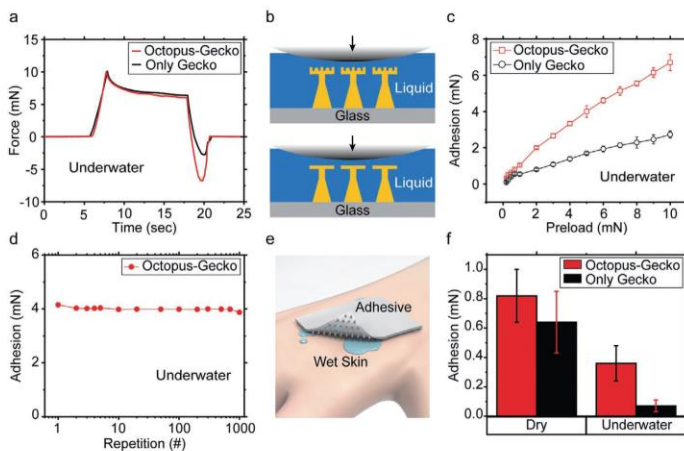 a
Octopus-Gecko
Only Gecko
Force (mN)
15
10
5
0
-5
-10
Underwater
0 5 10 15 20 25
Time (sec)
b
Liquid
Glass
Liquid
Glass
c
Octopus-Gecko
Only Gecko
Adhesion (mN)
8
6
4
2
0
Underwater
0 2 4 6 8 10
Preload (mN)
d
Octopus-Gecko
Adhesion (mN)
6
4
2
0
Underwater
1 10 100 1000
Repetition (#)
e
Adhesive
Wet Skin
f
Octopus-Gecko
Only Gecko
Adhesion (mN)
1.0
0.8
0.6
0.4
0.2
0.0
Dry Underwater